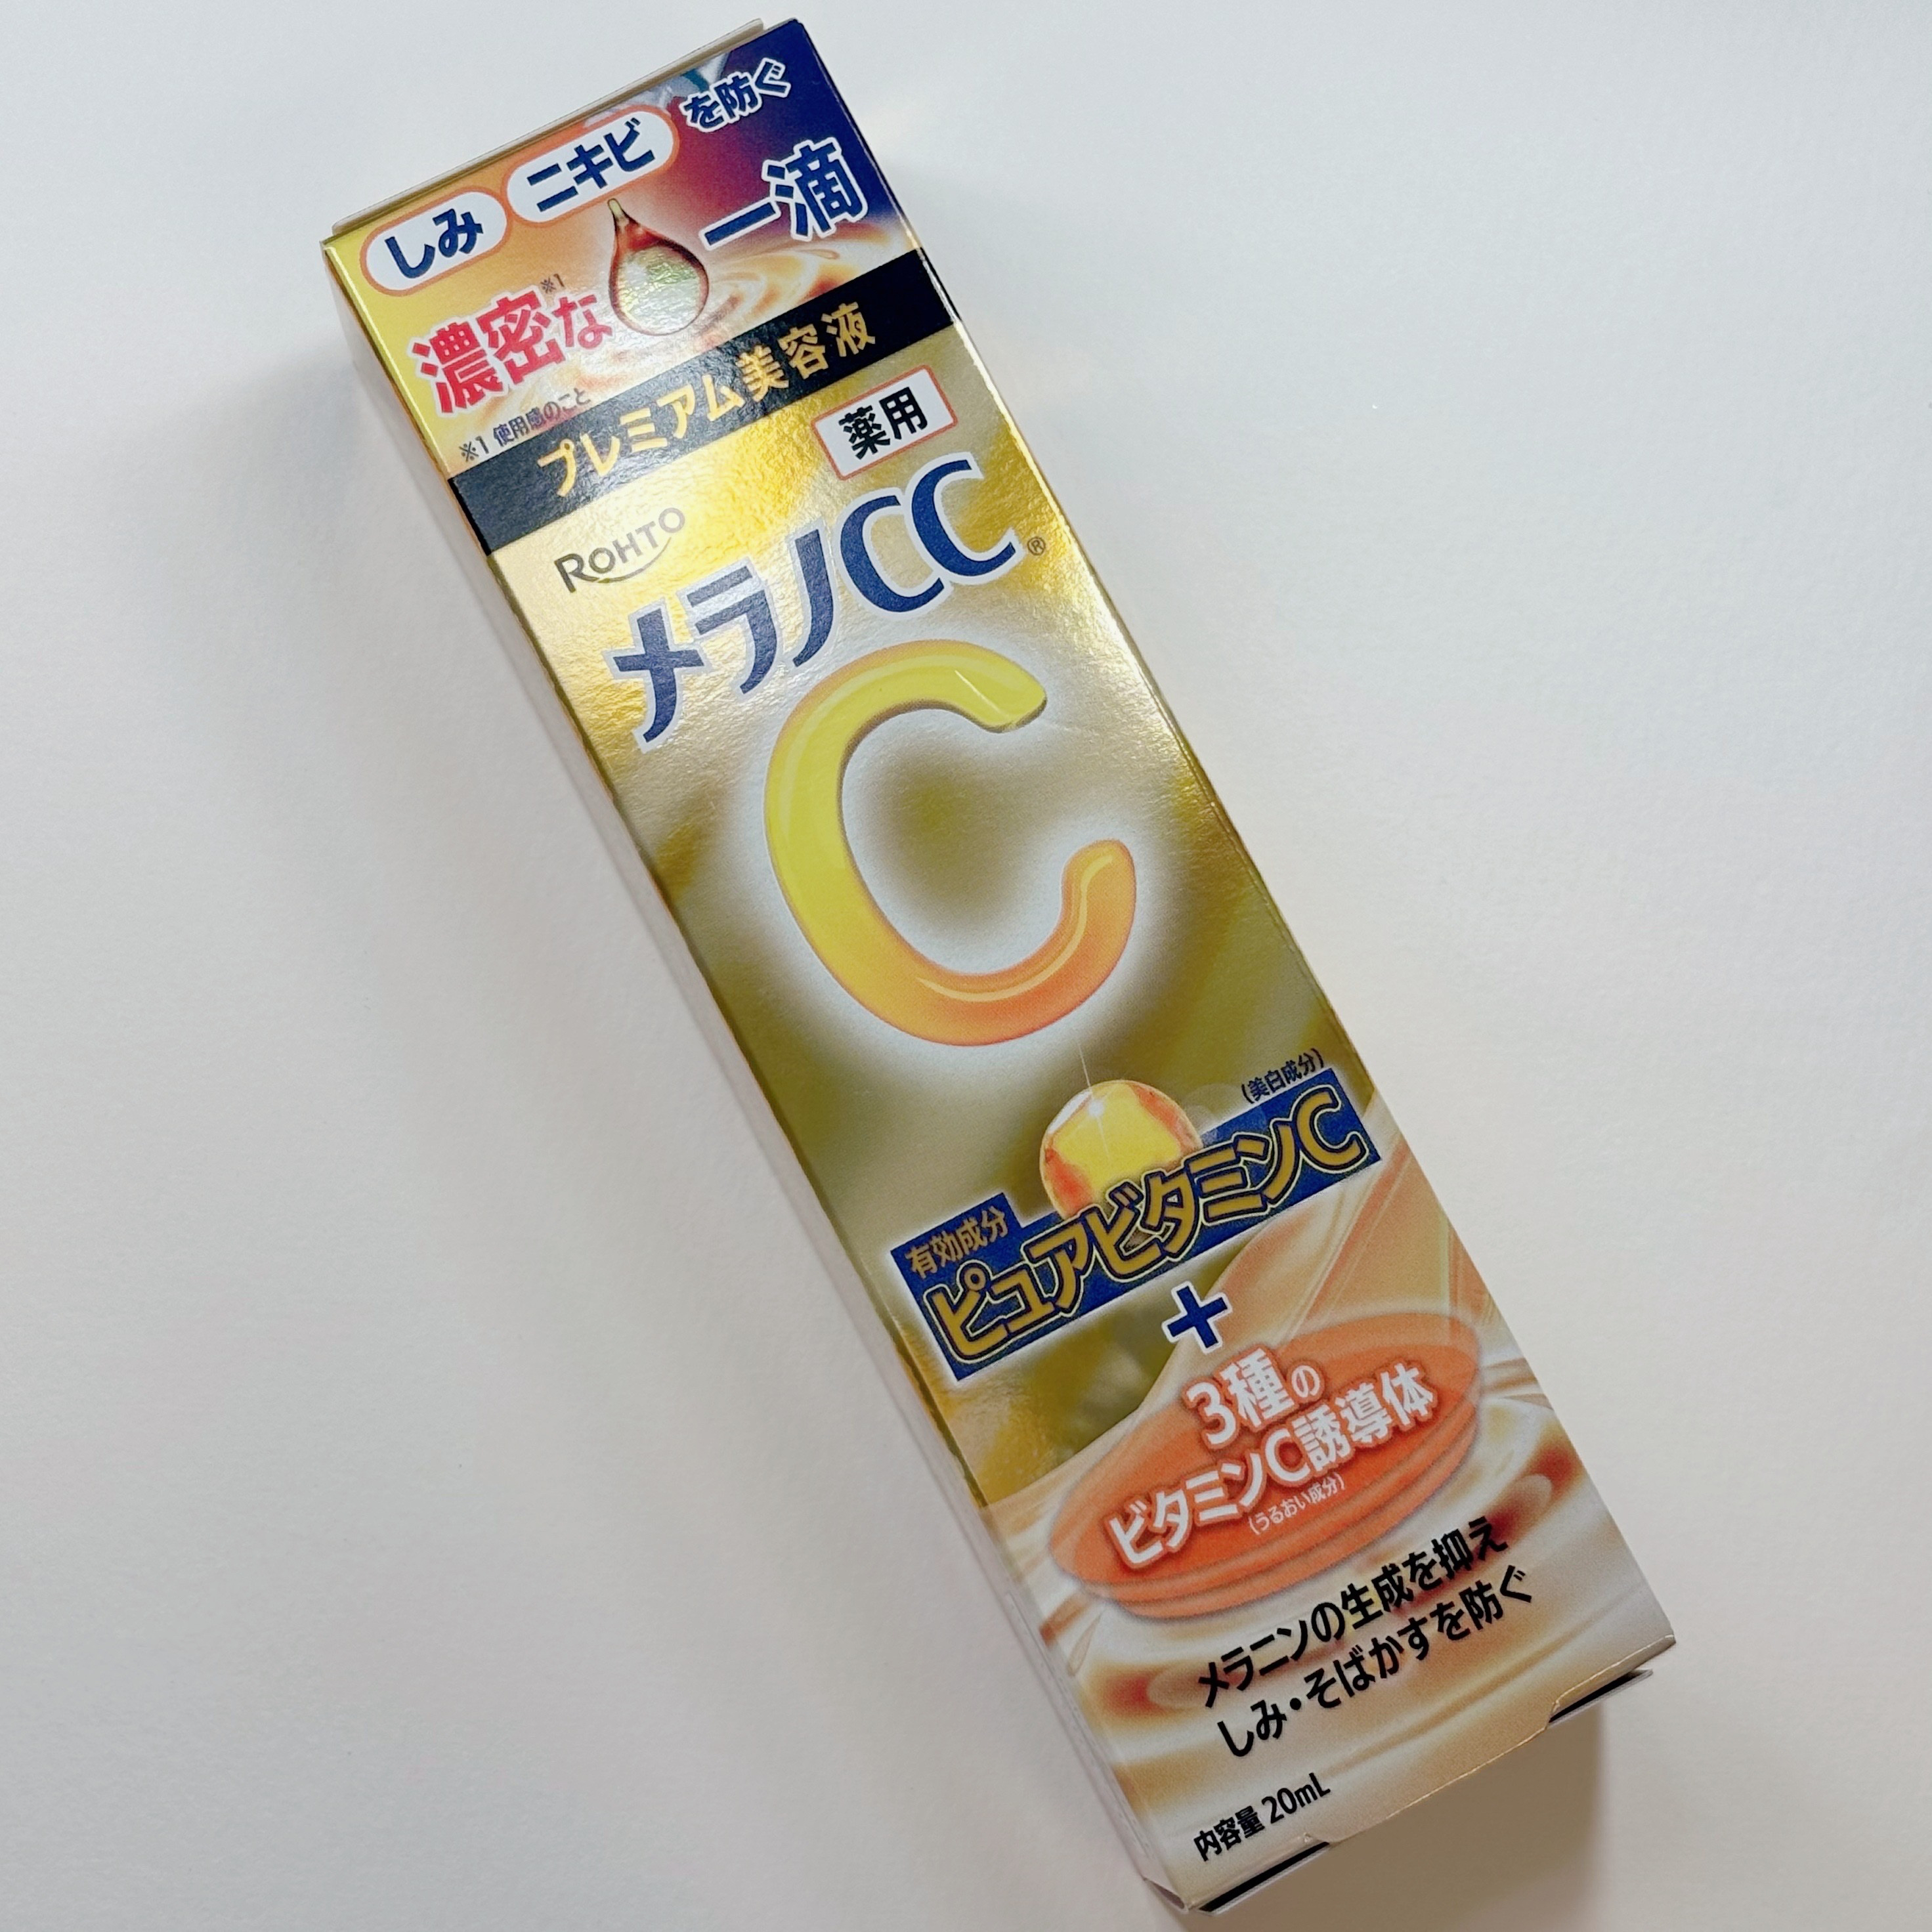 しみ ニキビ を防ぐ
濃密※1な 一滴
※1 使用感のこと
プレミアム美容液
薬用
ROHTO
メラノCC®
C
(美白成分)
有効成分
ピュアビタミンC
+
3種の
ビタミンC誘導体
(うるおい成分)
メラニンの生成を抑え
しみ・そばかすを防ぐ
内容量 20mL